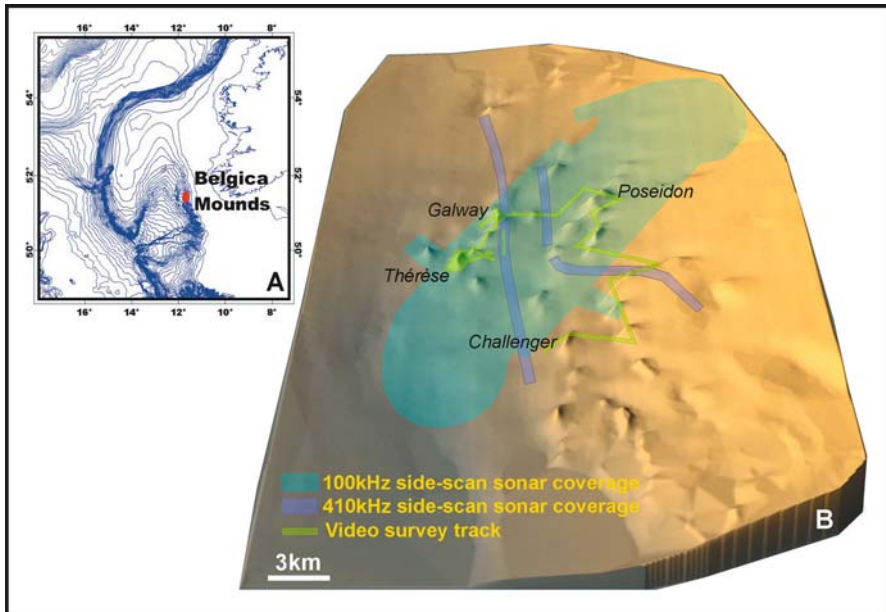 16° 14° 12° 10° 8°
54°
54°
52°
52°
Belgica
Mounds
50°
50°
A
16° 14° 12° 10° 8°
Poseidon
Galway
Thérèse
Challenger
100kHz side-scan sonar coverage
410kHz side-scan sonar coverage
Video survey track
3km
B